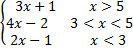 3x + 1 x > 5
4x − 2 3 < x < 5
2x − 1 x < 3